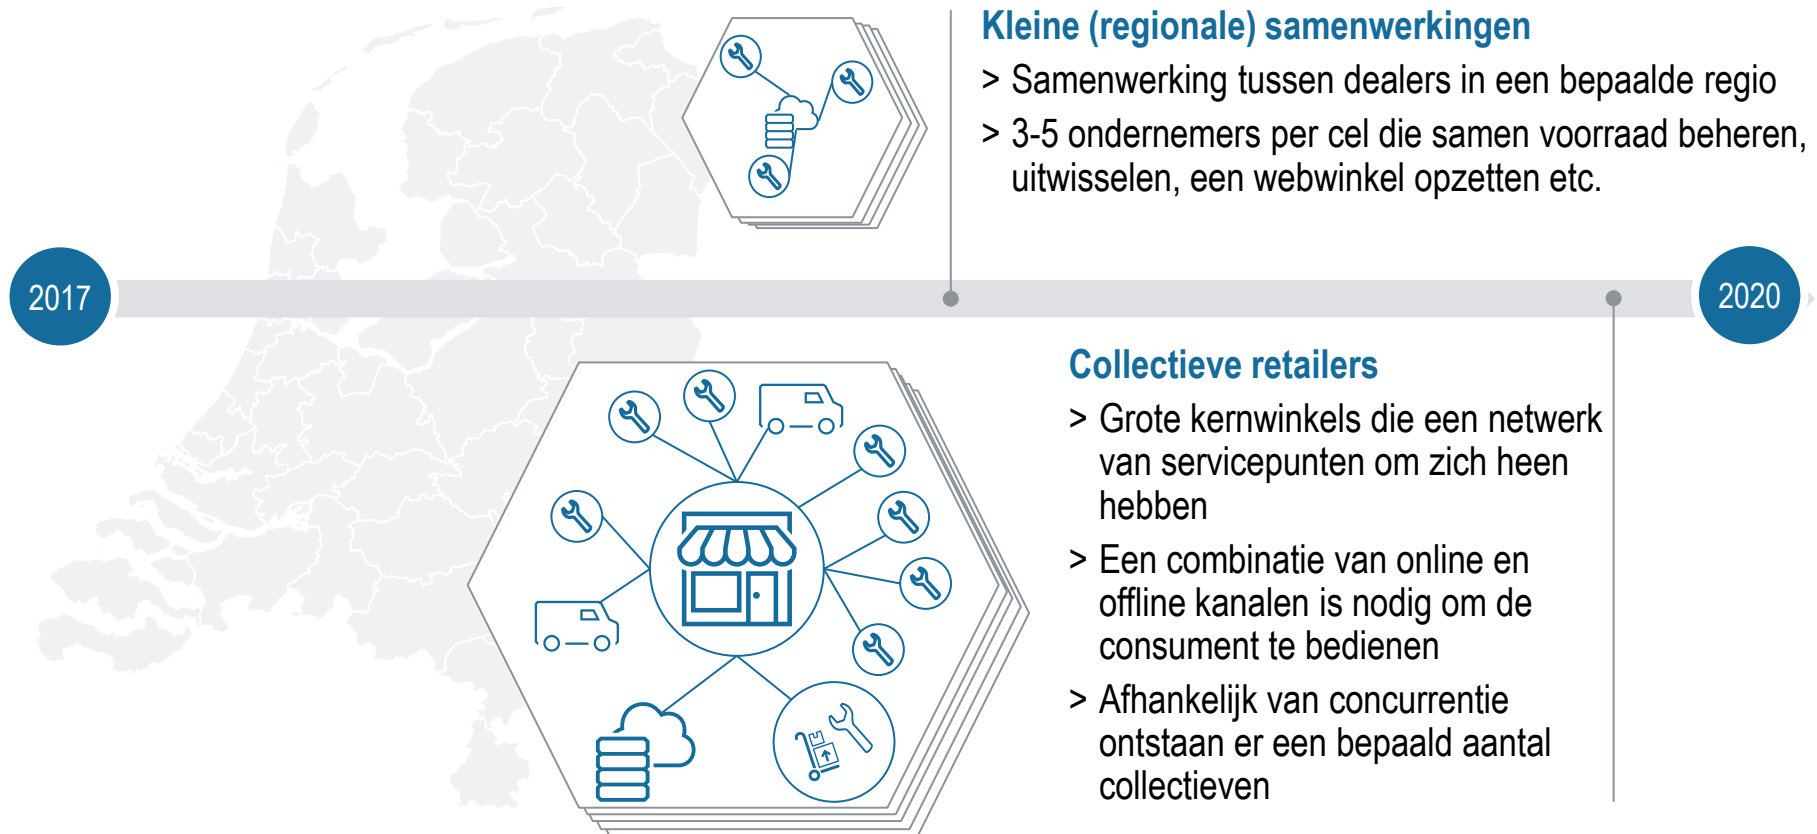 Kleine (regionale) samenwerkingen
> Samenwerking tussen dealers in een bepaalde regio
> 3-5 ondernemers per cel die samen voorraad beheren,
uitwisselen, een webwinkel opzetten etc.
2017
2020
Collectieve retailers
> Grote kernwinkels die een netwerk
van servicepunten om zich heen
hebben
> Een combinatie van online en
offline kanalen is nodig om de
consument te bedienen
> Afhankelijk van concurrentie
ontstaan er een bepaald aantal
collectieven